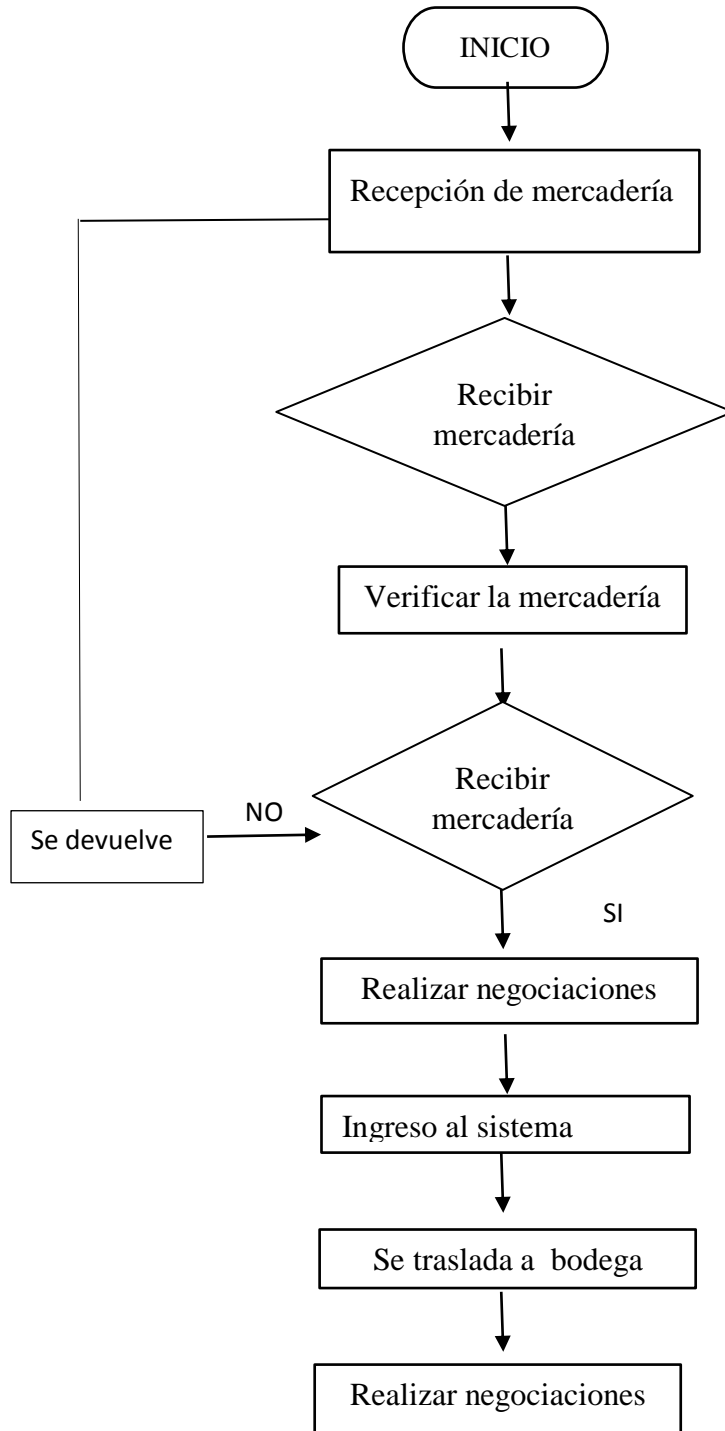 INICIO
Recepción de mercadería
Recibir
mercadería
Verificar la mercadería
Recibir
mercadería
NO
Se devuelve
SI
Realizar negociaciones
Ingreso al sistema
Se traslada a bodega
Realizar negociaciones